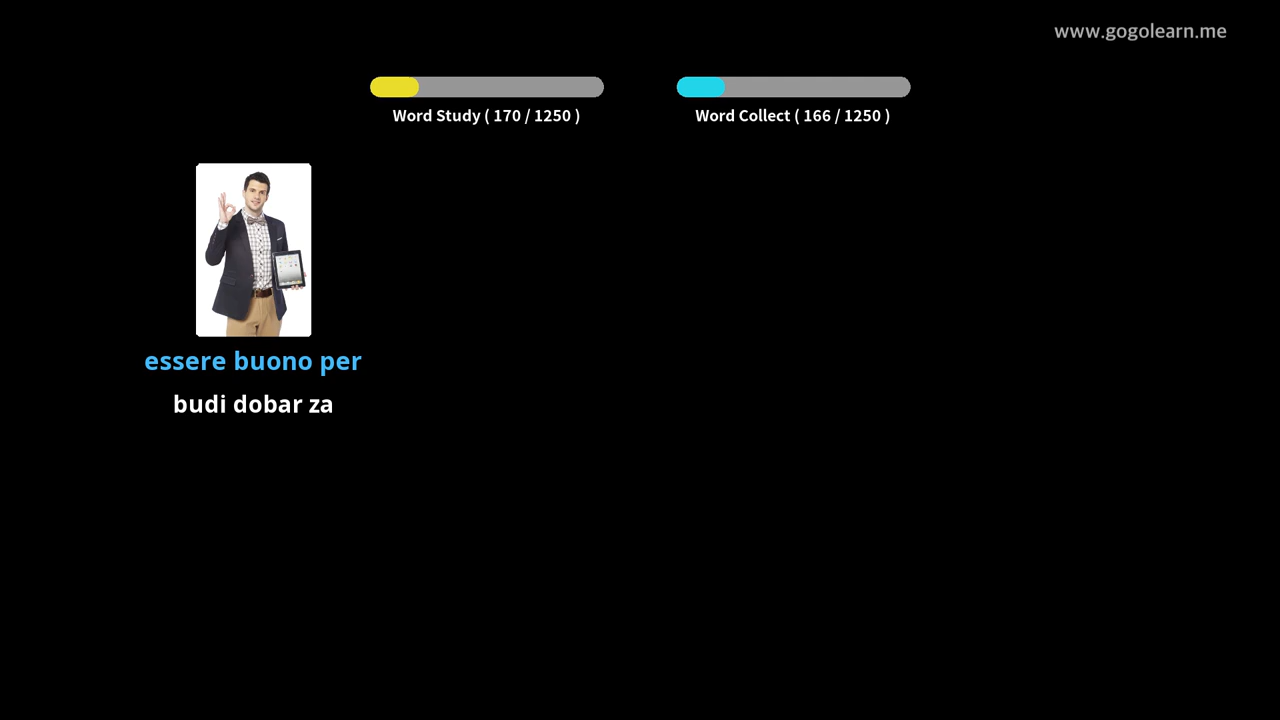 www.gogolearn.me
Word Study ( 170 / 1250 )
Word Collect ( 166 / 1250 )
essere buono per
budi dobar za